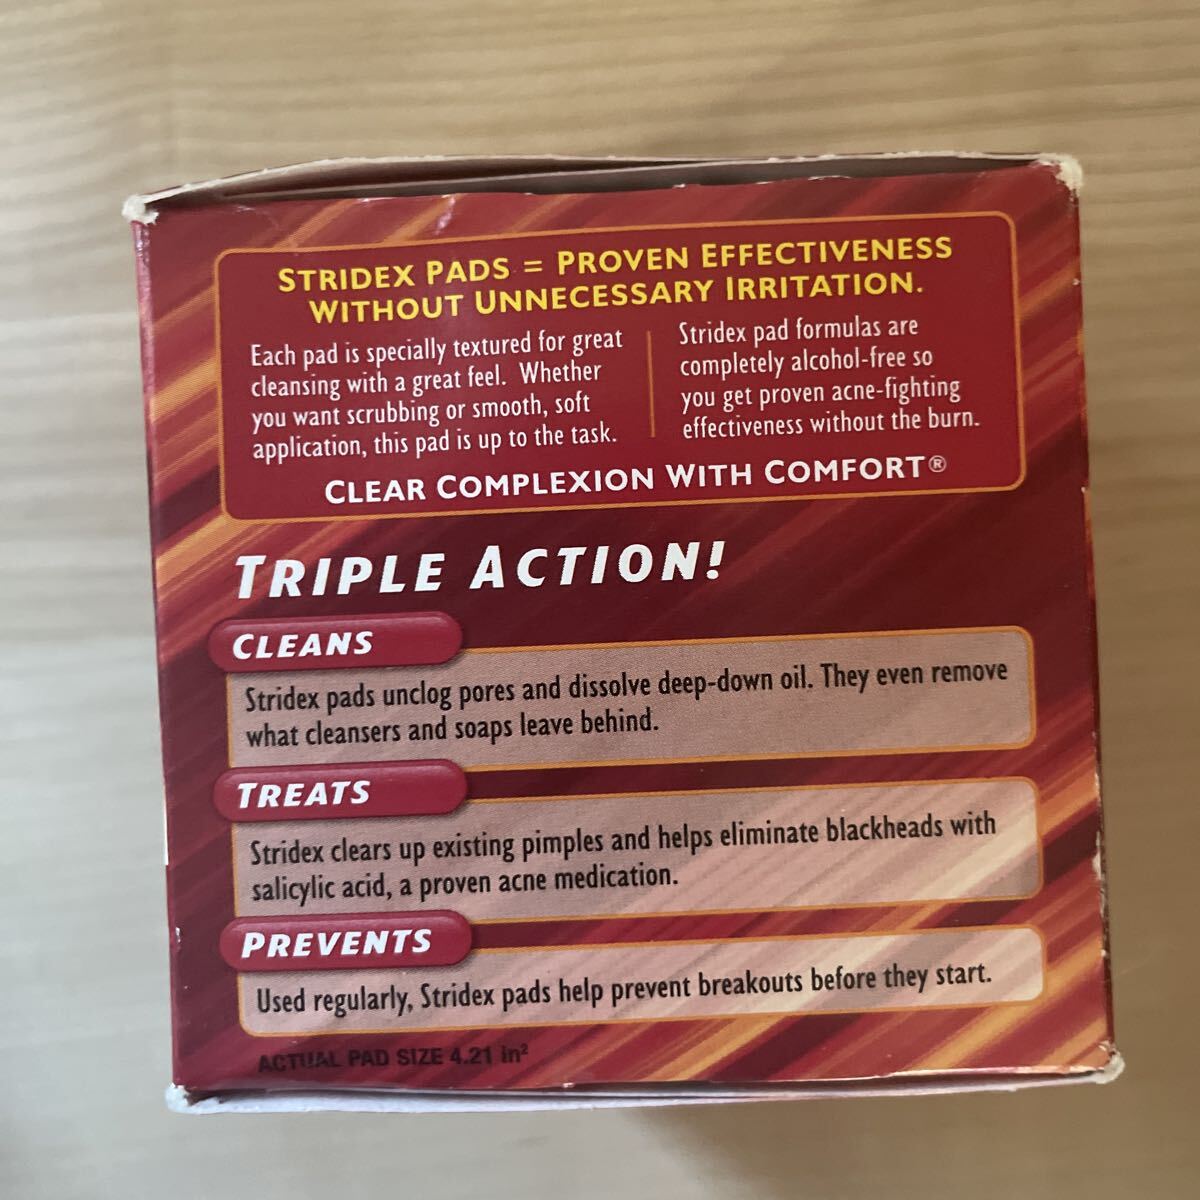 STRIDEX PADS = PROVEN EFFECTIVENESS
WITHOUT UNNECESSARY IRRITATION.
Each pad is specially textured for great
cleansing with a great feel. Whether
you want scrubbing or smooth, soft
application, this pad is up to the task.
Stridex pad formulas are
completely alcohol-free so
you get proven acne-fighting
effectiveness without the burn.
CLEAR COMPLEXION WITH COMFORT®
TRIPLE ACTION!
CLEANS
Stridex pads unclog pores and dissolve deep-down oil. They even remove
what cleansers and soaps leave behind.
TREATS
Stridex clears up existing pimples and helps eliminate blackheads with
salicylic acid, a proven acne medication.
PREVENTS
Used regularly, Stridex pads help prevent breakouts before they start.
ACTUAL PAD SIZE 4.21 in²